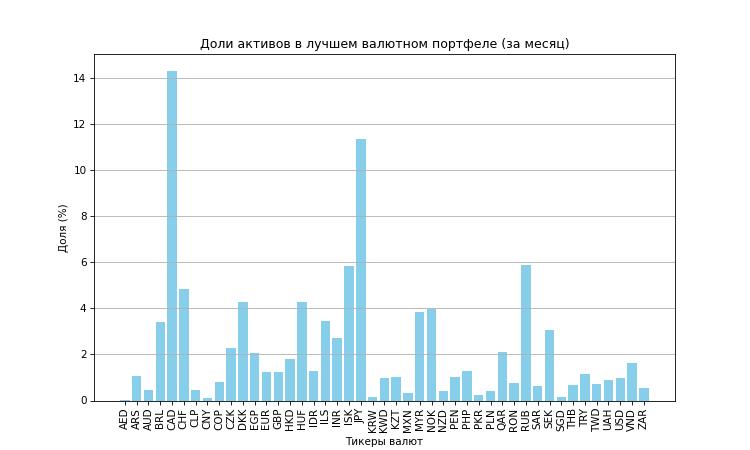 Доли активов в лучшем валютном портфеле (за месяц)
Доля (%)
14
12
10
8
6
4
2
0
AED ARS AUD BRL CAD CHF CLP CNY COP CZK DKK EGP EUR GBP HKD HUF IDR ILS INR ISK JPY KRW KWD KZT MXN MYR NOK NZD PEN PHP PKR PLN QAR RON RUB SAR SEK SGD THB TRY TWD UAH USD VND ZAR
Тикеры валют